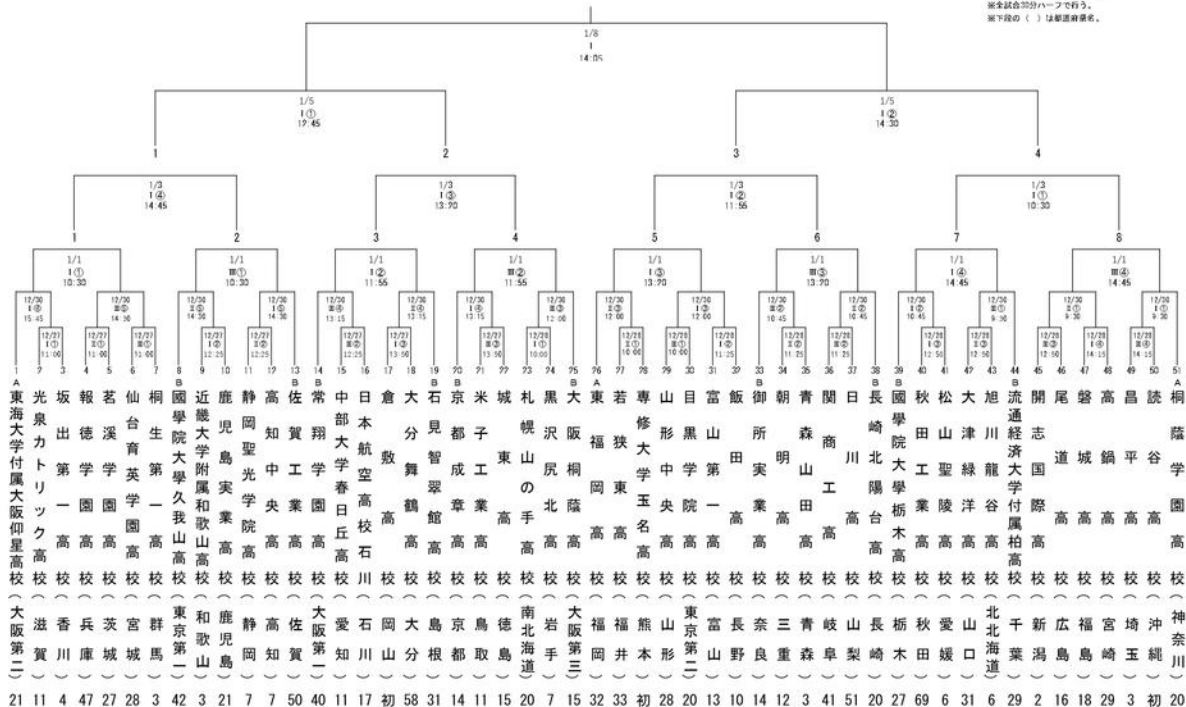 ※全試合30分ハーフで行う。
※下段の（ ）は都道府県名。
1/8
Ⅰ
14:05
1/5
Ⅰ①
12:45
1/5
Ⅰ②
14:30
1
2
3
4
1/3
Ⅰ④
14:45
1/3
Ⅰ③
13:20
1/3
Ⅰ②
11:55
1/3
Ⅰ①
10:30
1
2
3
4
5
6
7
8
1/1
Ⅰ①
10:30
1/1
Ⅲ①
10:30
1/1
Ⅰ②
11:55
1/1
Ⅲ②
11:55
1/1
Ⅰ③
13:20
1/1
Ⅲ③
13:20
1/1
Ⅰ④
14:45
1/1
Ⅲ④
14:45
1 A 東海大学付属大阪仰星高校（大阪第二） 21
2 光泉カトリック高校（滋賀） 11
3 坂出第一高校（香川） 4
4 報徳学園高校（兵庫） 47
5 茗溪学園高校（茨城） 27
6 仙台育英学園高校（宮城） 28
7 桐生第一高校（群馬） 3
8 B 國學院大學久我山高校（東京第一） 42
9 近畿大学附属和歌山高校（和歌山） 3
10 鹿児島実業高校（鹿児島） 21
11 静岡聖光学院高校（静岡） 7
12 高知中央高校（高知） 7
13 B 佐賀工業高校（佐賀） 50
14 B 常翔学園高校（大阪第一） 40
15 中部大学春日丘高校（愛知） 11
16 日本航空高校石川（石川） 17
17 倉敷高校（岡山） 初
18 大分舞鶴高校（大分） 58
19 B 石見智翠館高校（島根） 31
20 B 京都成章高校（京都） 14
21 米子工業高校（鳥取） 11
22 城東高校（徳島） 15
23 札幌山の手高校（南北海道） 20
24 黒沢尻北高校（岩手） 7
25 B 大阪桐蔭高校（大阪第三） 15
26 A 東福岡高校（福岡） 32
27 若狭東高校（福井） 33
28 専修大学玉名高校（熊本） 初
29 山形中央高校（山形） 28
30 目黒学院高校（東京第二） 20
31 富山第一高校（富山） 13
32 飯田高校（長野） 10
33 B 御所実業高校（奈良） 14
34 朝明高校（三重） 12
35 青森山田高校（青森） 3
36 関商工高校（岐阜） 41
37 日川高校（山梨） 51
38 B 長崎北陽台高校（長崎） 20
39 B 國學院大學栃木高校（栃木） 27
40 秋田工業高校（秋田） 69
41 松山聖陵高校（愛媛） 6
42 大津緑洋高校（山口） 31
43 旭川龍谷高校（北北海道） 6
44 B 流通経済大学付属柏高校（千葉） 29
45 開志国際高校（新潟） 2
46 尾道高校（広島） 16
47 磐城高校（福島） 18
48 高鍋高校（宮崎） 29
49 昌平高校（埼玉） 3
50 読谷高校（沖縄） 初
51 A 桐蔭学園高校（神奈川） 20